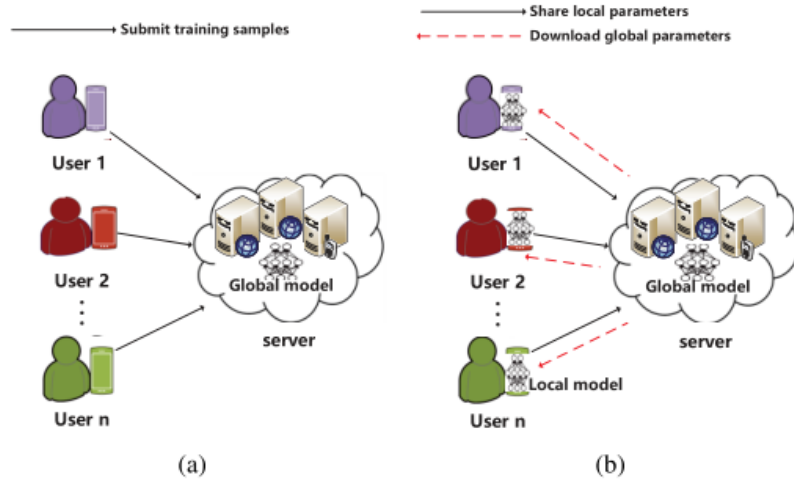 Submit training samples
User 1
User 2
User n
Global model
server
(a)
Share local parameters
Download global parameters
User 1
User 2
User n
Local model
Global model
server
(b)